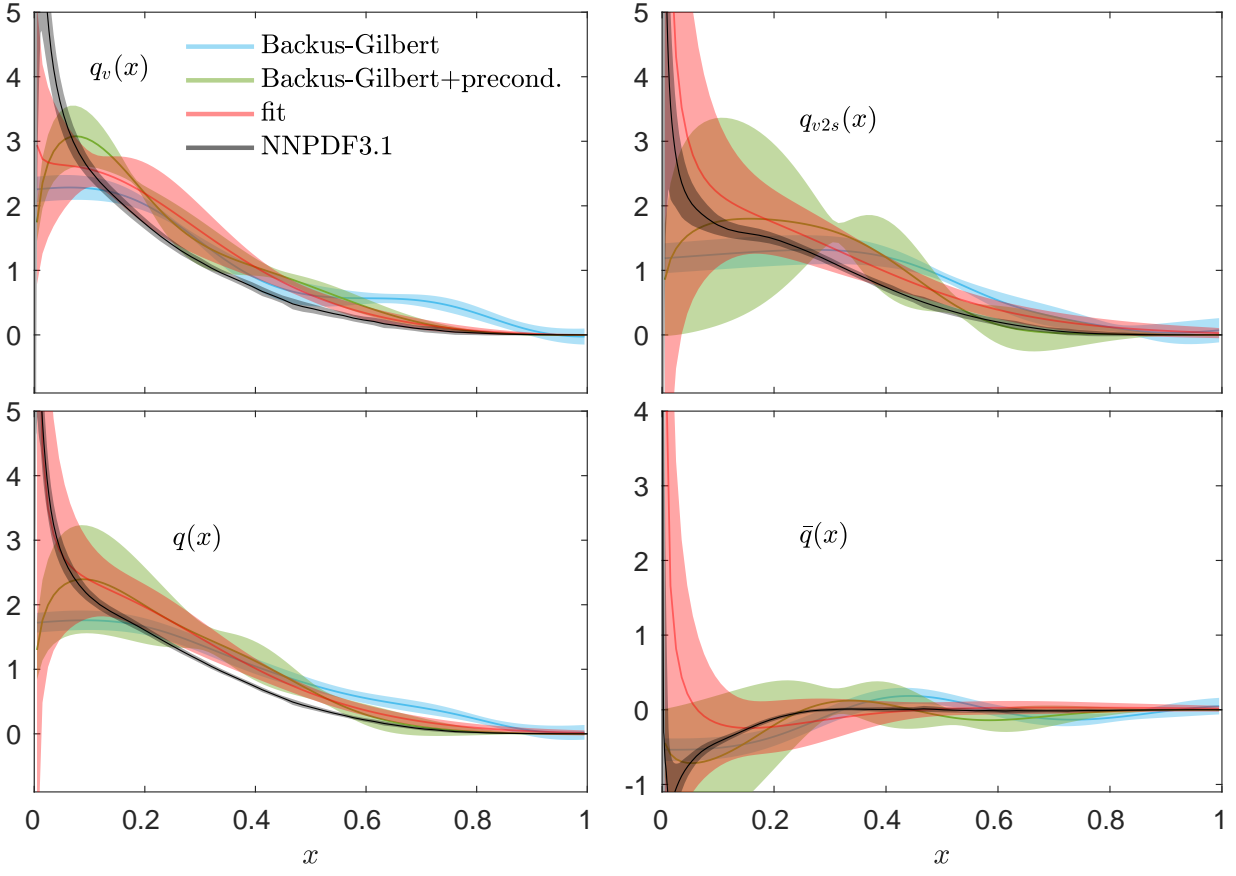 5
4
3
2
1
0
q_v(x)
Backus-Gilbert
Backus-Gilbert+precond.
fit
NNPDF3.1
5
4
3
2
1
0
q_{v2s}(x)
5
4
3
2
1
0
q(x)
0 0.2 0.4 0.6 0.8 1
x
4
3
2
1
0
-1
q̄(x)
0 0.2 0.4 0.6 0.8 1
x